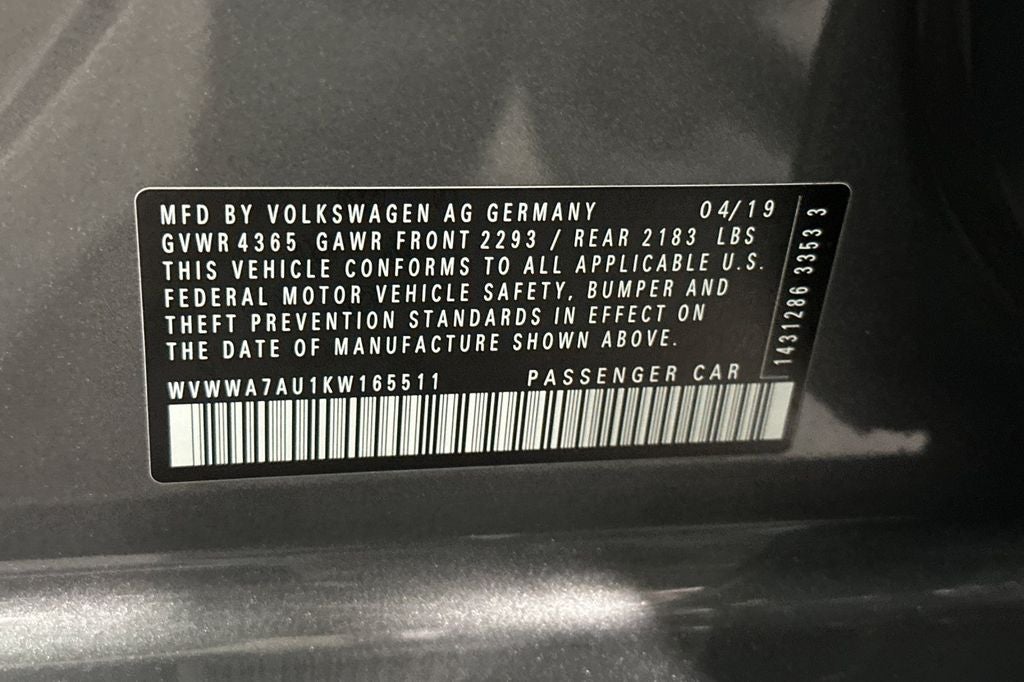 MFD BY VOLKSWAGEN AG GERMANY 04/19
GVWR 4365 GAWR FRONT 2293 / REAR 2183 LBS
THIS VEHICLE CONFORMS TO ALL APPLICABLE U.S.
FEDERAL MOTOR VEHICLE SAFETY, BUMPER AND
THEFT PREVENTION STANDARDS IN EFFECT ON
THE DATE OF MANUFACTURE SHOWN ABOVE.
WVWWA7AU1KW165511 PASSENGER CAR
1431286 3353 3